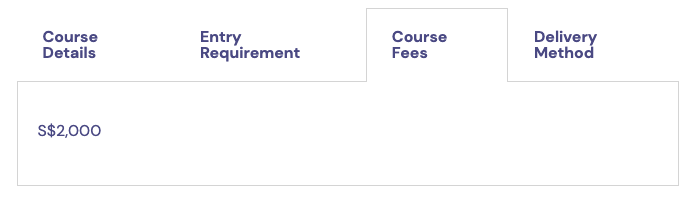 Course
Details
Entry
Requirement
Course
Fees
Delivery
Method
S$2,000